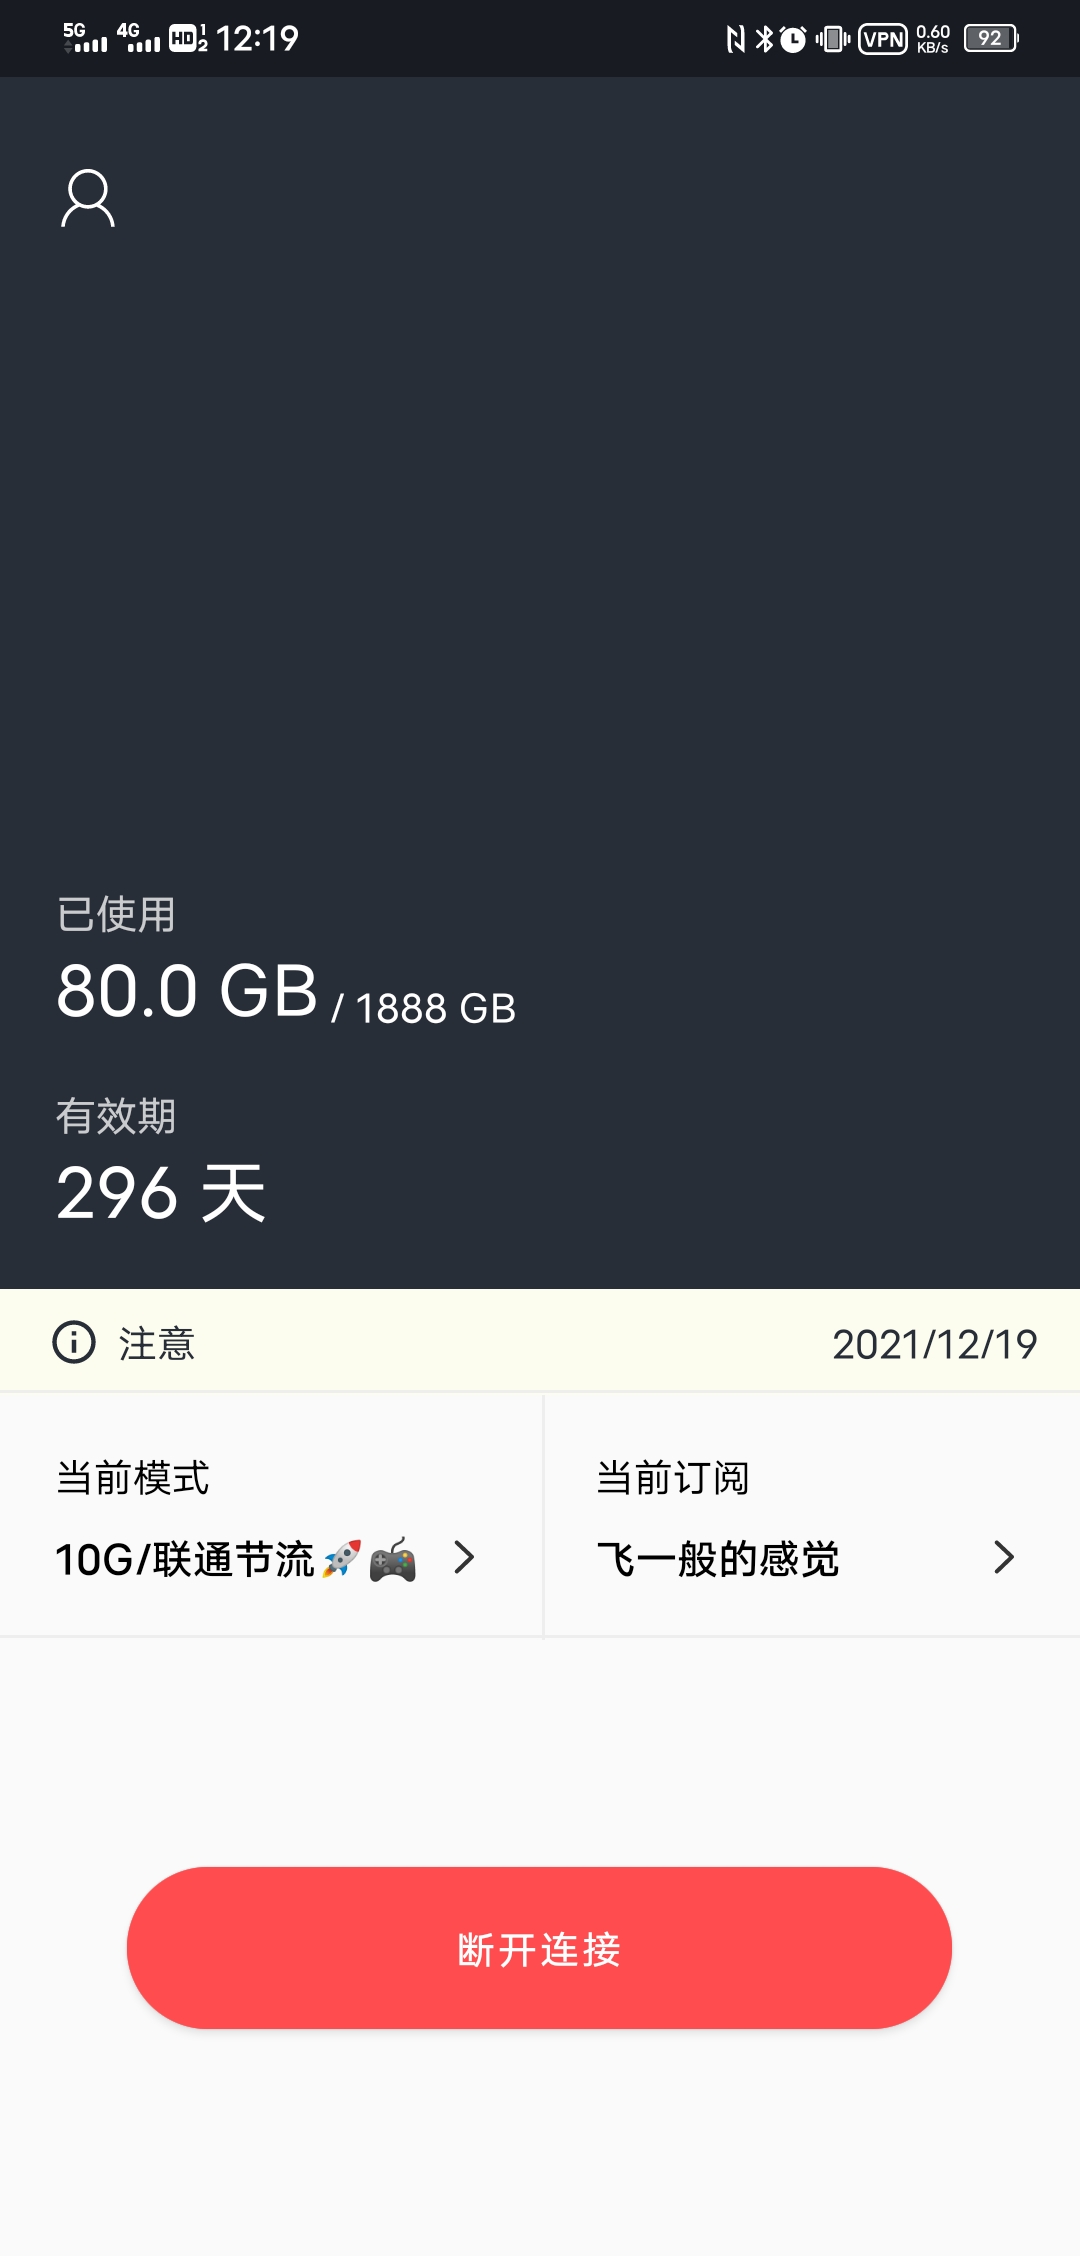 5G 4G HD 1 2 12:19 VPN 0.60 KB/s 92
已使用
80.0 GB / 1888 GB
有效期
296 天
注意 2021/12/19
当前模式 当前订阅
10G/联通节流🚀🎮 飞一般的感觉
断开连接